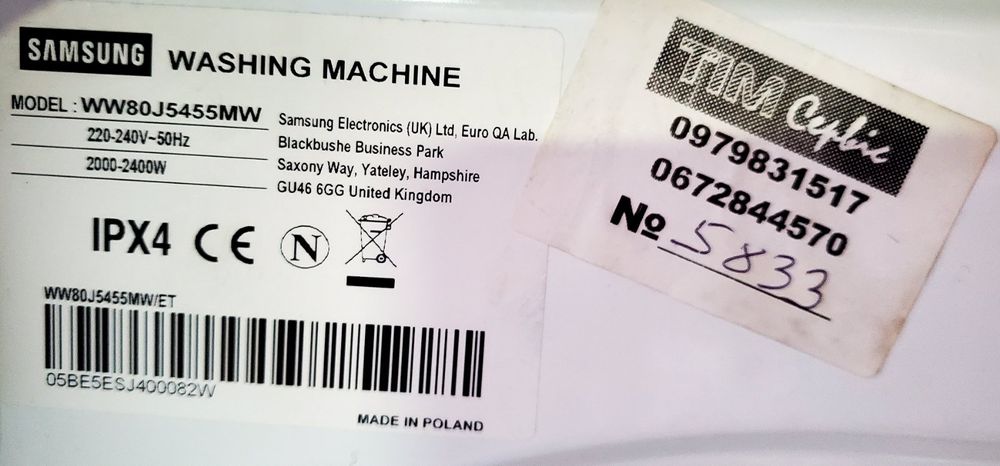 SAMSUNG WASHING MACHINE
MODEL : WW80J5455MW
220-240V~50Hz
2000-2400W
Samsung Electronics (UK) Ltd, Euro QA Lab.
Blackbushe Business Park
Saxony Way, Yateley, Hampshire
GU46 6GG United Kingdom
IPX4 CE N
WW80J5455MW/ET
05BE5ESJ400082W
MADE IN POLAND
ТІМ Сервіс
0979831517
0672844570
№ 5833